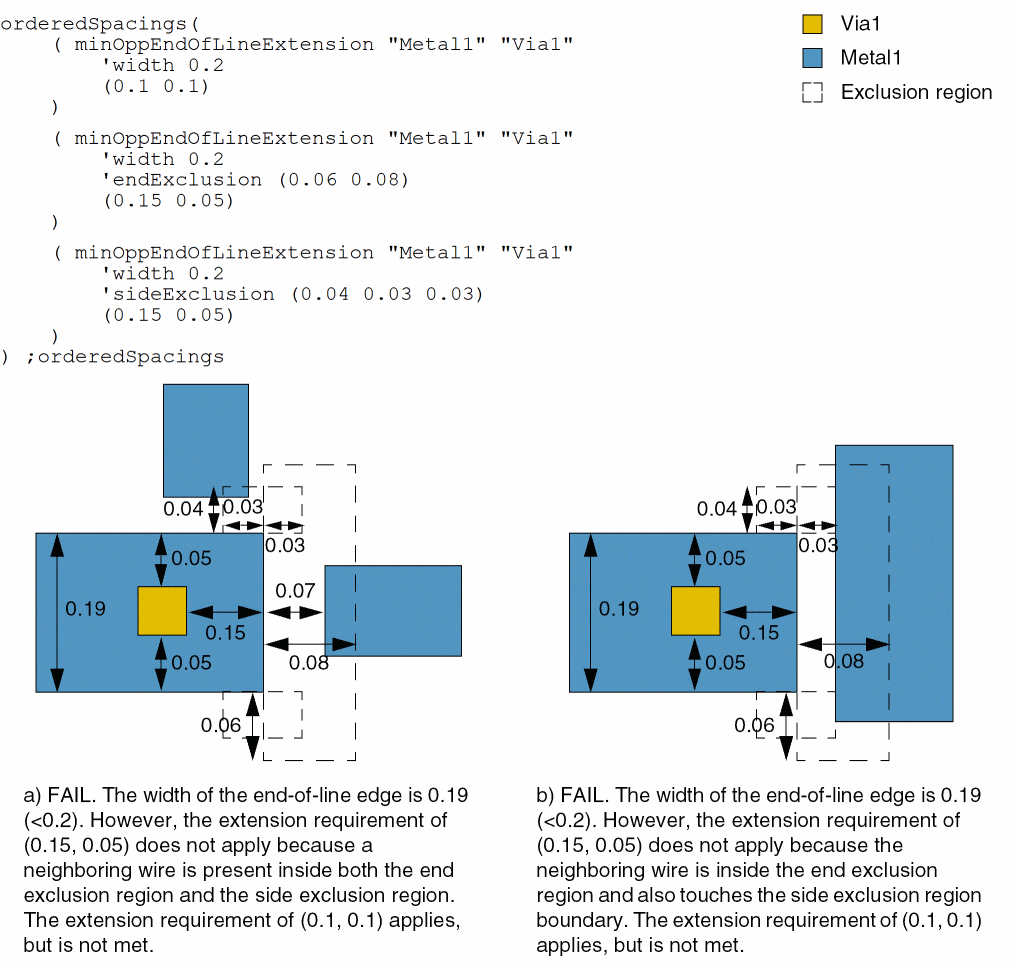 orderedSpacings(
( minOppEndOfLineExtension "Metal1" "Via1"
'width 0.2
(0.1 0.1)
)
( minOppEndOfLineExtension "Metal1" "Via1"
'width 0.2
'endExclusion (0.06 0.08)
(0.15 0.05)
)
( minOppEndOfLineExtension "Metal1" "Via1"
'width 0.2
'sideExclusion (0.04 0.03 0.03)
(0.15 0.05)
)
) ;orderedSpacings
Via1
Metal1
Exclusion region
0.04
0.03
0.03
0.05
0.07
0.19
0.15
0.05
0.08
0.06
0.04
0.03
0.03
0.05
0.19
0.15
0.05
0.08
0.06
a) FAIL. The width of the end-of-line edge is 0.19
(<0.2). However, the extension requirement of
(0.15, 0.05) does not apply because a
neighboring wire is present inside both the end
exclusion region and the side exclusion region.
The extension requirement of (0.1, 0.1) applies,
but is not met.
b) FAIL. The width of the end-of-line edge is 0.19
(<0.2). However, the extension requirement of
(0.15, 0.05) does not apply because the
neighboring wire is inside the end exclusion
region and also touches the side exclusion region
boundary. The extension requirement of (0.1, 0.1)
applies, but is not met.